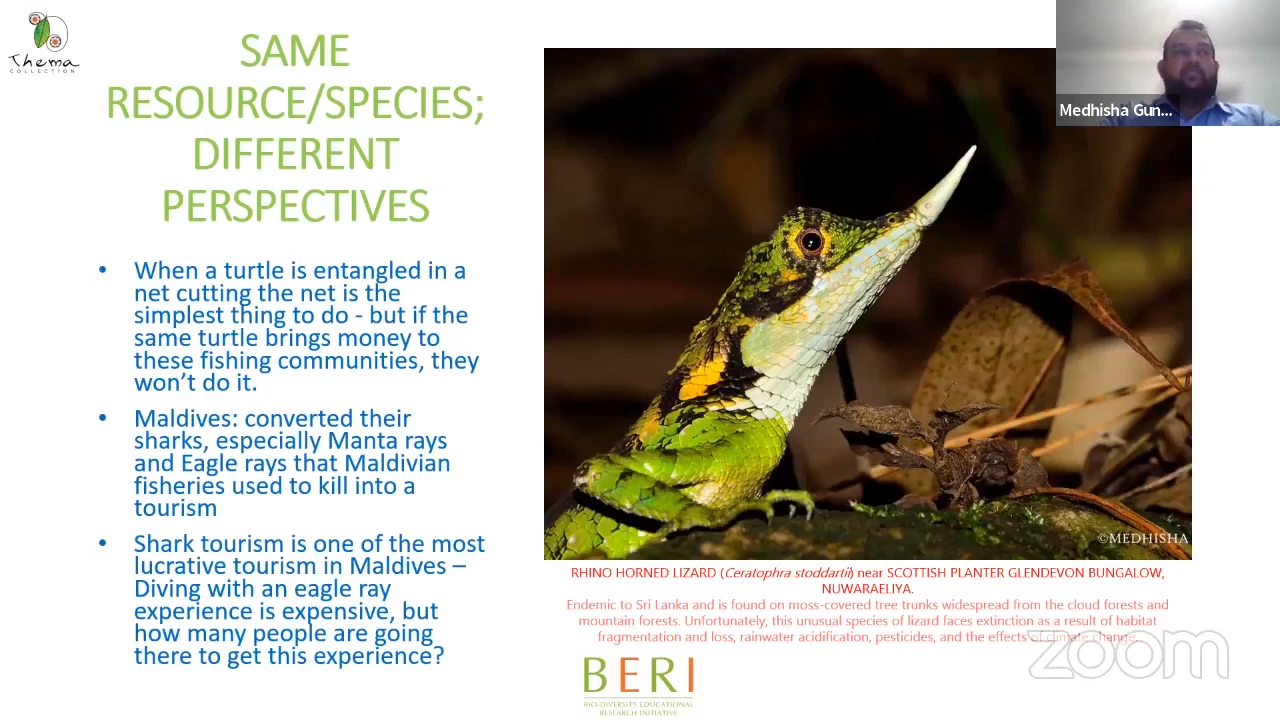 Thema
COLLECTION
SAME
RESOURCE/SPECIES;
DIFFERENT
PERSPECTIVES
• When a turtle is entangled in a
net cutting the net is the
simplest thing to do - but if the
same turtle brings money to
these fishing communities, they
won't do it.
• Maldives: converted their
sharks, especially Manta rays
and Eagle rays that Maldivian
fisheries used to kill into a
tourism
• Shark tourism is one of the most
lucrative tourism in Maldives –
Diving with an eagle ray
experience is expensive, but
how many people are going
there to get this experience?
Medhisha Gun...
©MEDHISHA
RHINO HORNED LIZARD (Ceratophra stoddartii) near SCOTTISH PLANTER GLENDEVON BUNGALOW,
NUWARAELIYA.
Endemic to Sri Lanka and is found on moss-covered tree trunks widespread from the cloud forests and
mountain forests. Unfortunately, this unusual species of lizard faces extinction as a result of habitat
fragmentation and loss, rainwater acidification, pesticides, and the effects of climate change.
BERI
BIO-DIVERSITY EDUCATIONAL
RESEARCH INITIATIVE
zoom